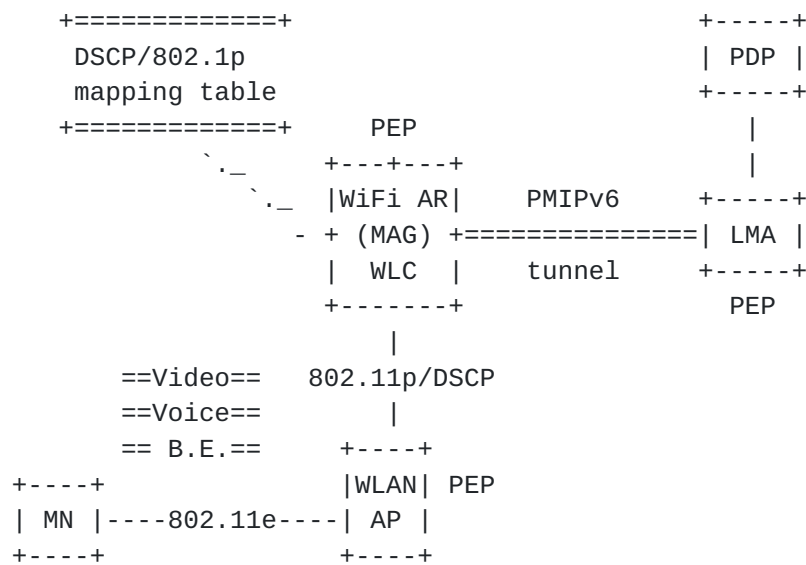 +=============+                          +-----+
DSCP/802.1p                           | PDP |
mapping table                          +-----+
+=============+     PEP                     |
`._      +---+---+                 |
`._  |WiFi AR|    PMIPv6     +-----+
- + (MAG) +===============| LMA |
|  WLC  |    tunnel     +-----+
+-------+                PEP
|
==Video==   802.11p/DSCP
==Voice==        |
== B.E.==     +----+
+----+              |WLAN| PEP
| MN |----802.11e----| AP |
+----+              +----+